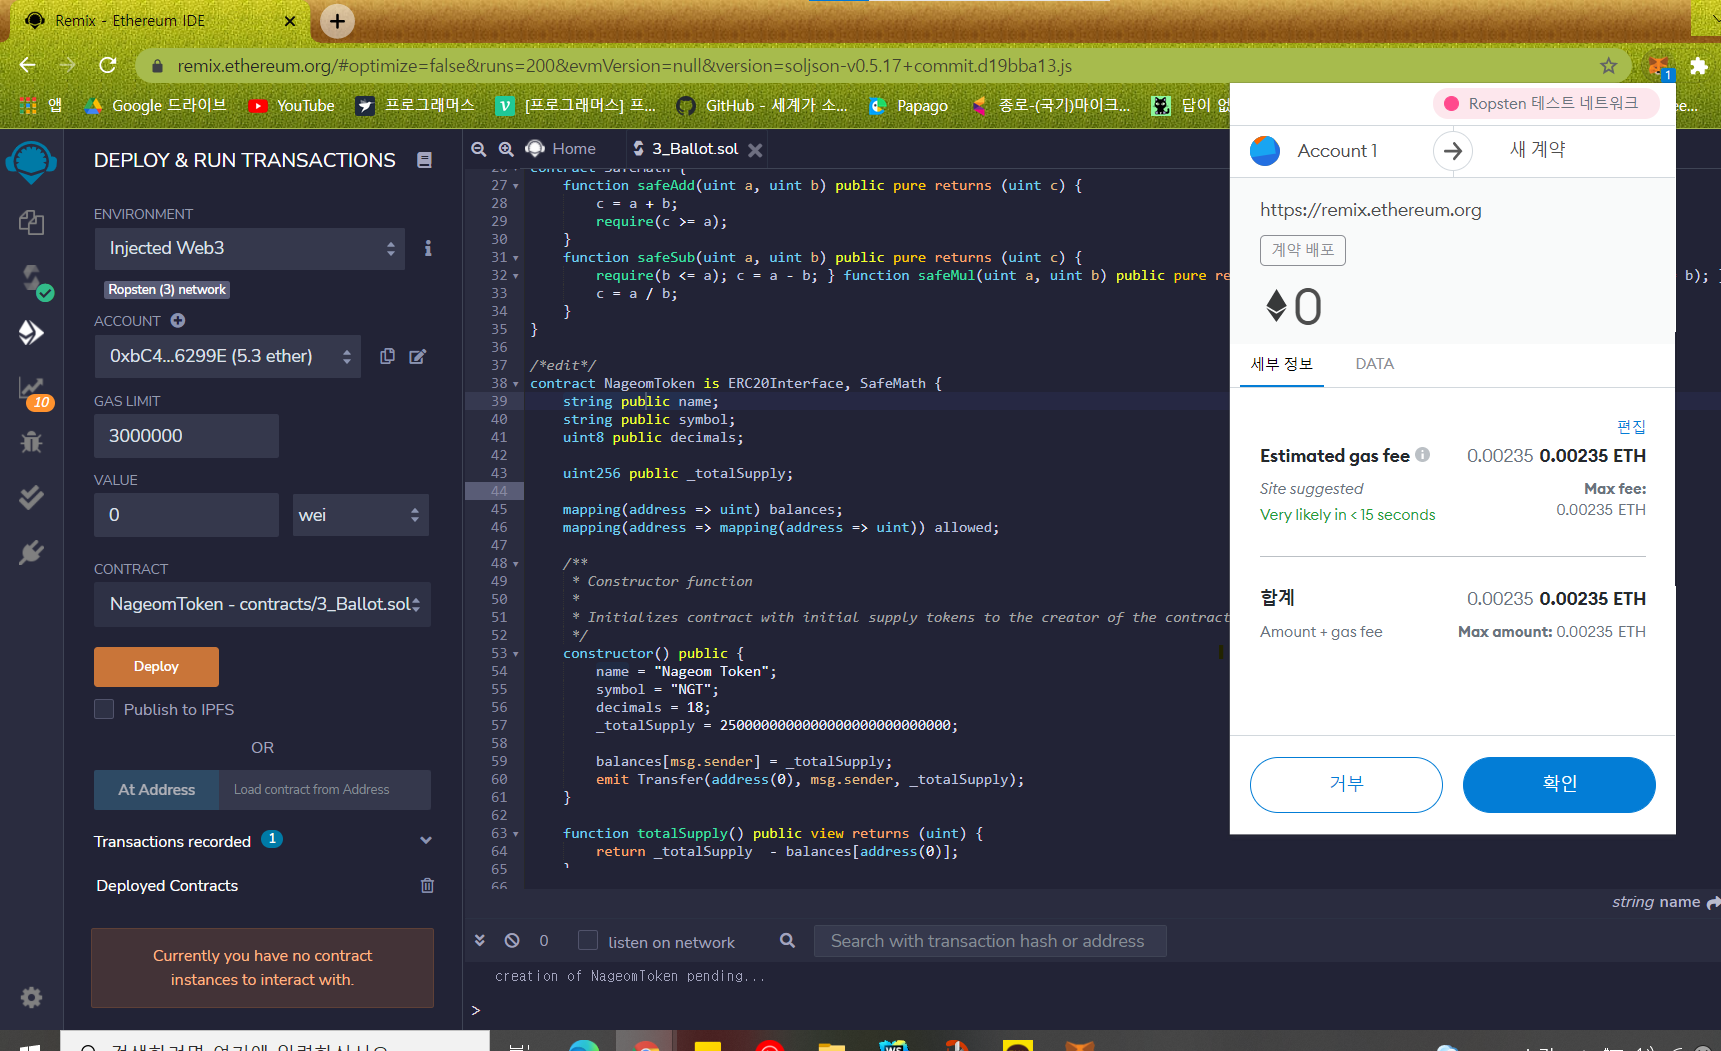 Remix - Ethereum IDE
remix.ethereum.org/#optimize=false&runs=200&evmVersion=null&version=soljson-v0.5.17+commit.d19bba13.js
1
앱
Google 드라이브
YouTube
프로그래머스
[프로그래머스] 프...
GitHub - 세계가 소...
Papago
종로-(국기)마이크...
답이 없
DEPLOY & RUN TRANSACTIONS
ENVIRONMENT
Injected Web3
Ropsten (3) network
ACCOUNT
0xbC4...6299E (5.3 ether)
GAS LIMIT
3000000
VALUE
0
wei
CONTRACT
NageomToken - contracts/3_Ballot.sol
Deploy
Publish to IPFS
OR
At Address
Load contract from Address
Transactions recorded 1
Deployed Contracts
Currently you have no contract
instances to interact with.
10
Home
3_Ballot.sol
26 contract SafeMath {
27 function safeAdd(uint a, uint b) public pure returns (uint c) {
28 c = a + b;
29 require(c >= a);
30 }
31 function safeSub(uint a, uint b) public pure returns (uint c) {
32 require(b <= a); c = a - b; } function safeMul(uint a, uint b) public pure re
b); }
33 c = a / b;
34 }
35 }
36
37 /*edit*/
38 contract NageomToken is ERC20Interface, SafeMath {
39 string public name;
40 string public symbol;
41 uint8 public decimals;
42
43 uint256 public _totalSupply;
44
45 mapping(address => uint) balances;
46 mapping(address => mapping(address => uint)) allowed;
47
48 /**
49 * Constructor function
50 *
51 * Initializes contract with initial supply tokens to the creator of the contract
52 */
53 constructor() public {
54 name = "Nageom Token";
55 symbol = "NGT";
56 decimals = 18;
57 _totalSupply = 2500000000000000000000000000;
58
59 balances[msg.sender] = _totalSupply;
60 emit Transfer(address(0), msg.sender, _totalSupply);
61 }
62
63 function totalSupply() public view returns (uint) {
64 return _totalSupply - balances[address(0)];
65 }
66
string name
0
listen on network
Search with transaction hash or address
creation of NageomToken pending...
>
Ropsten 테스트 네트워크
Account 1
새 계약
https://remix.ethereum.org
계약 배포
0
세부 정보
DATA
편집
Estimated gas fee 0.00235 0.00235 ETH
Site suggested Max fee:
Very likely in < 15 seconds 0.00235 ETH
합계 0.00235 0.00235 ETH
Amount + gas fee Max amount: 0.00235 ETH
거부
확인